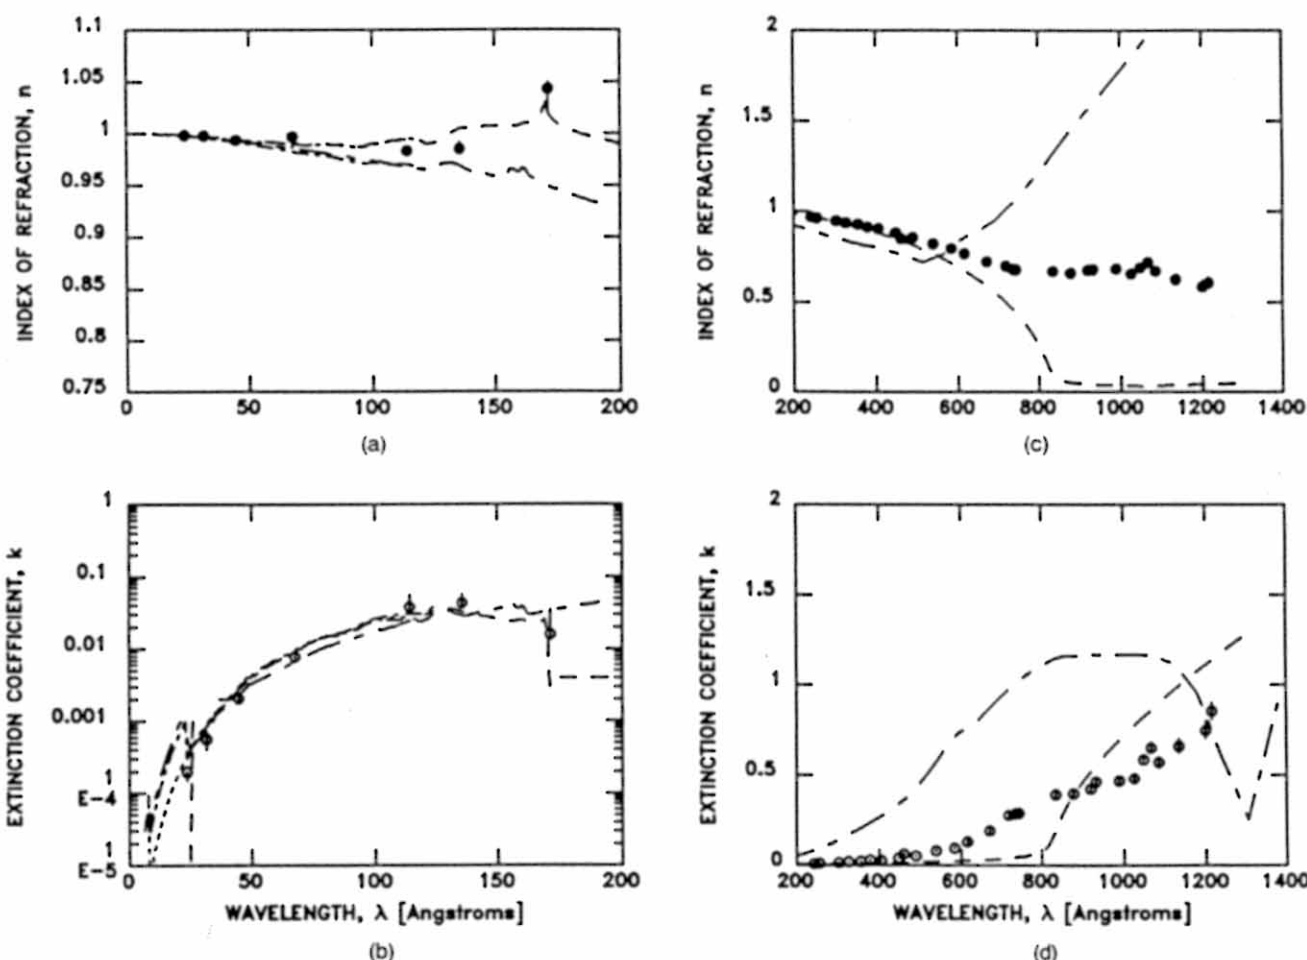 1.1
1.05
1
0.95
0.9
0.85
0.8
0.75
INDEX OF REFRACTION, n
0 50 100 150 200
(a)
2
1.5
1
0.5
0
INDEX OF REFRACTION, n
200 400 600 800 1000 1200 1400
(c)
1
0.1
0.01
0.001
1
E-4
1
E-5
EXTINCTION COEFFICIENT, k
0 50 100 150 200
WAVELENGTH, λ [Angstroms]
(b)
2
1.5
1
0.5
0
EXTINCTION COEFFICIENT, k
200 400 600 800 1000 1200 1400
WAVELENGTH, λ [Angstroms]
(d)